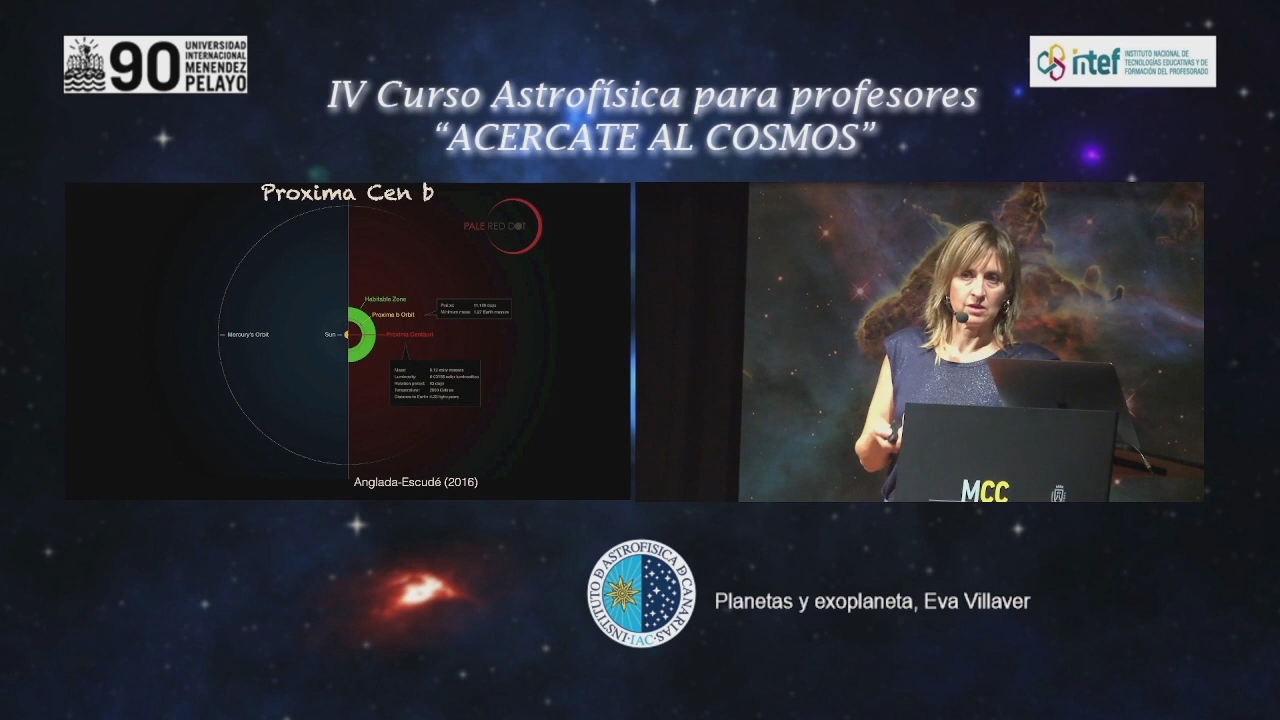 90
UNIVERSIDAD
INTERNACIONAL
MENENDEZ
PELAYO
intef
INSTITUTO NACIONAL DE
TECNOLOGÍAS EDUCATIVAS Y DE
FORMACIÓN DEL PROFESORADO
IV Curso Astrofísica para profesores
“ACERCATE AL COSMOS”
Proxima Cen b
PALE RED DOT
Habitable Zone
Proxima b Orbit
Mercury's Orbit
Sun
Proxima Centauri
Anglada-Escudé (2016)
MCC
INSTITUTO D ASTROFISICA D CANARIAS
·IAC·
Planetas y exoplaneta, Eva Villaver